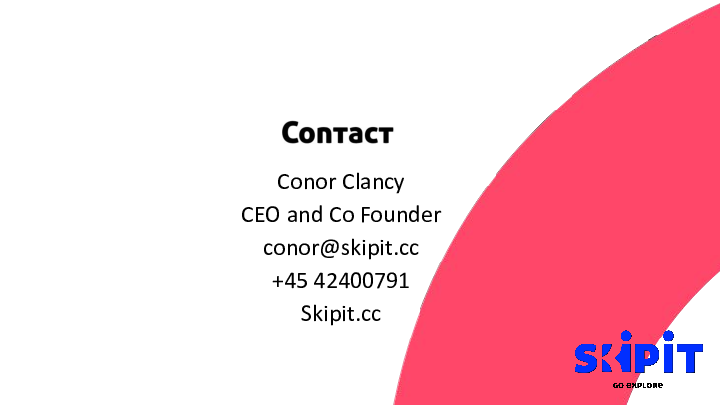 Contact
Conor Clancy
CEO and Co Founder
conor@skipit.cc
+45 42400791
Skipit.cc
SKiPiT
GO EXPLORE